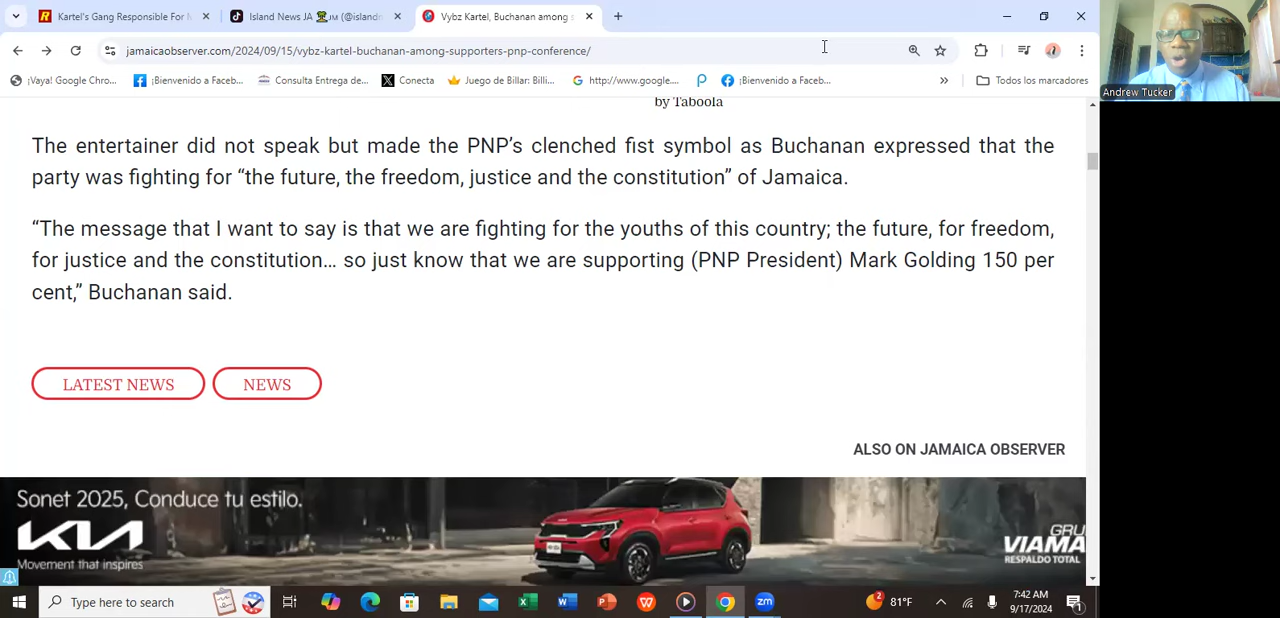 Kartel's Gang Responsible For M
Island News JA 🏝JM (@islandn
Vybz Kartel, Buchanan among s
jamaicaobserver.com/2024/09/15/vybz-kartel-buchanan-among-supporters-pnp-conference/
¡Vaya! Google Chro...
¡Bienvenido a Faceb...
Consulta Entrega de...
Conecta
Juego de Billar: Billi...
http://www.google....
¡Bienvenido a Faceb...
Todos los marcadores
Andrew Tucker
by Taboola
The entertainer did not speak but made the PNP’s clenched fist symbol as Buchanan expressed that the
party was fighting for “the future, the freedom, justice and the constitution” of Jamaica.
“The message that I want to say is that we are fighting for the youths of this country; the future, for freedom,
for justice and the constitution… so just know that we are supporting (PNP President) Mark Golding 150 per
cent,” Buchanan said.
LATEST NEWS
NEWS
ALSO ON JAMAICA OBSERVER
Sonet 2025, Conduce tu estilo.
KIA
Movement that inspires
GRU
VIAMA
RESPALDO TOTAL
Type here to search
2
81°F
7:42 AM
9/17/2024
1